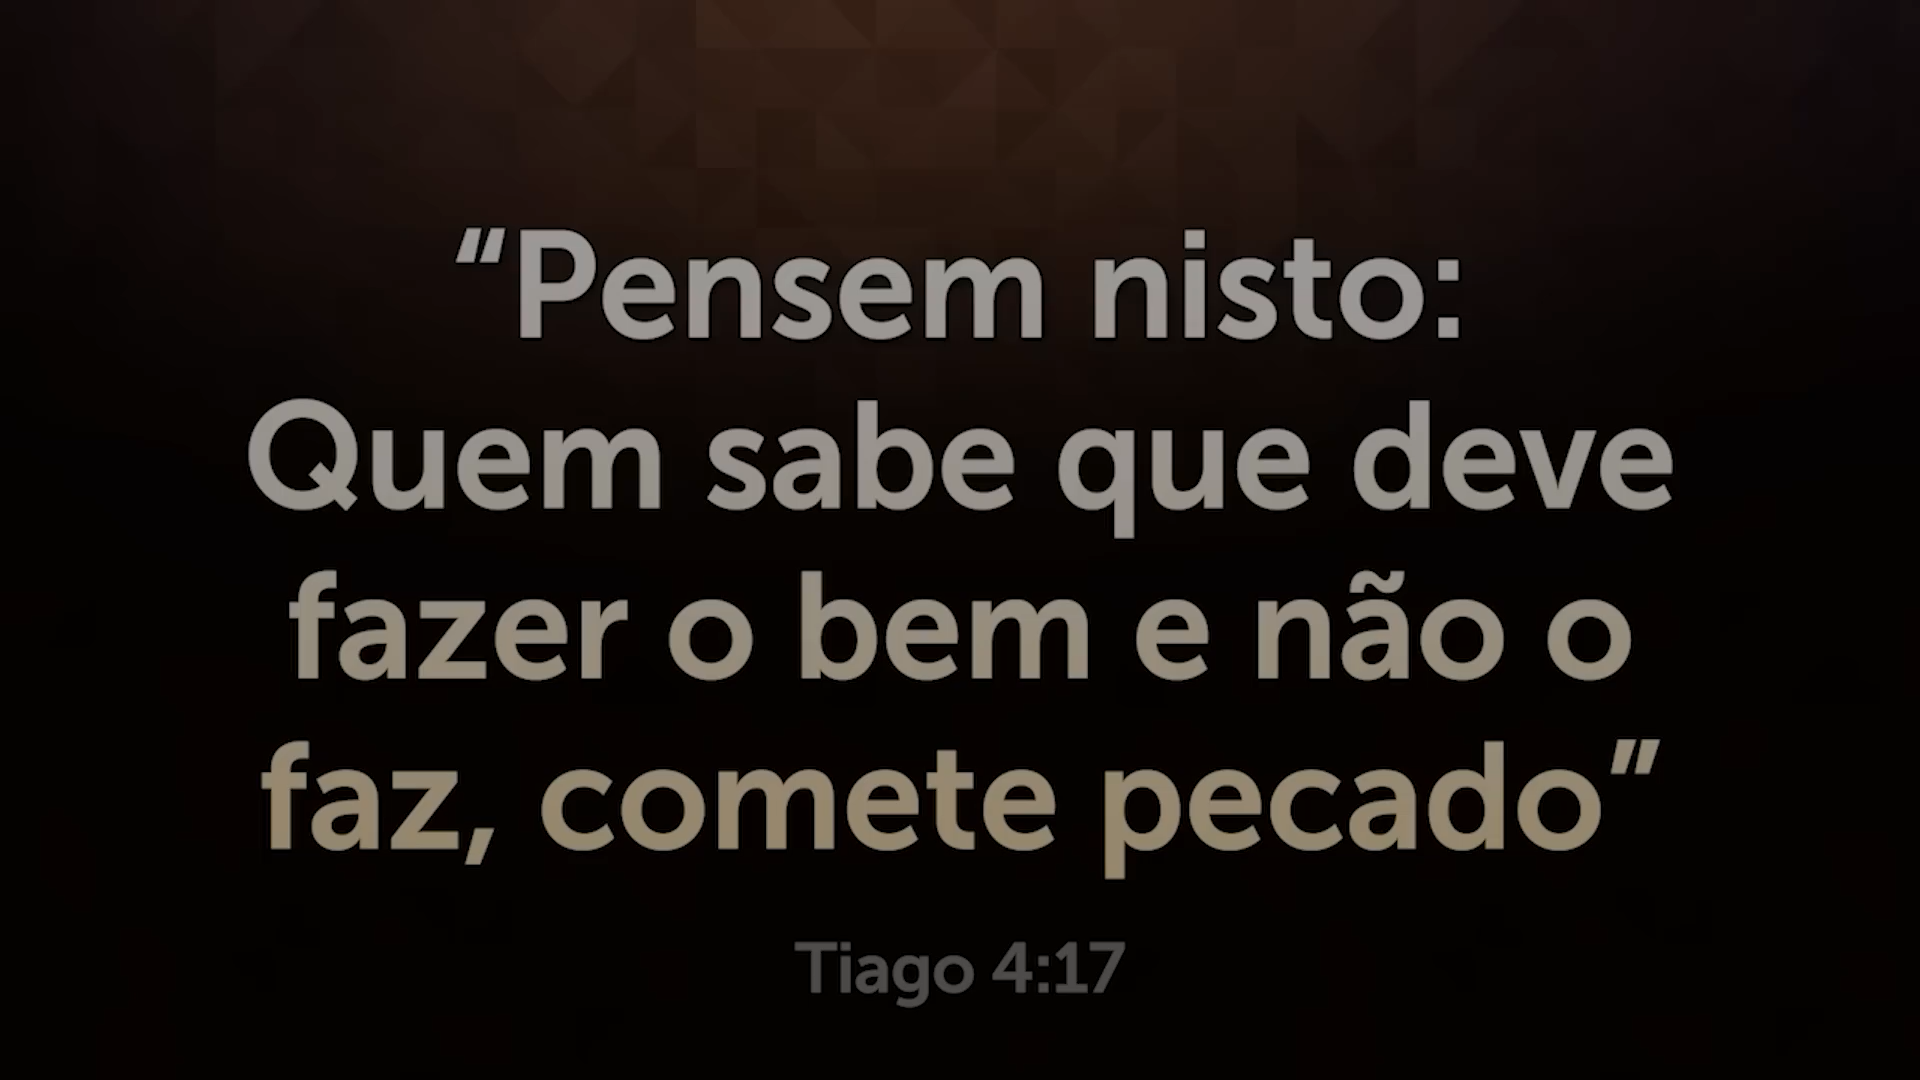 “Pensem nisto:
Quem sabe que deve
fazer o bem e não o
faz, comete pecado”
Tiago 4:17